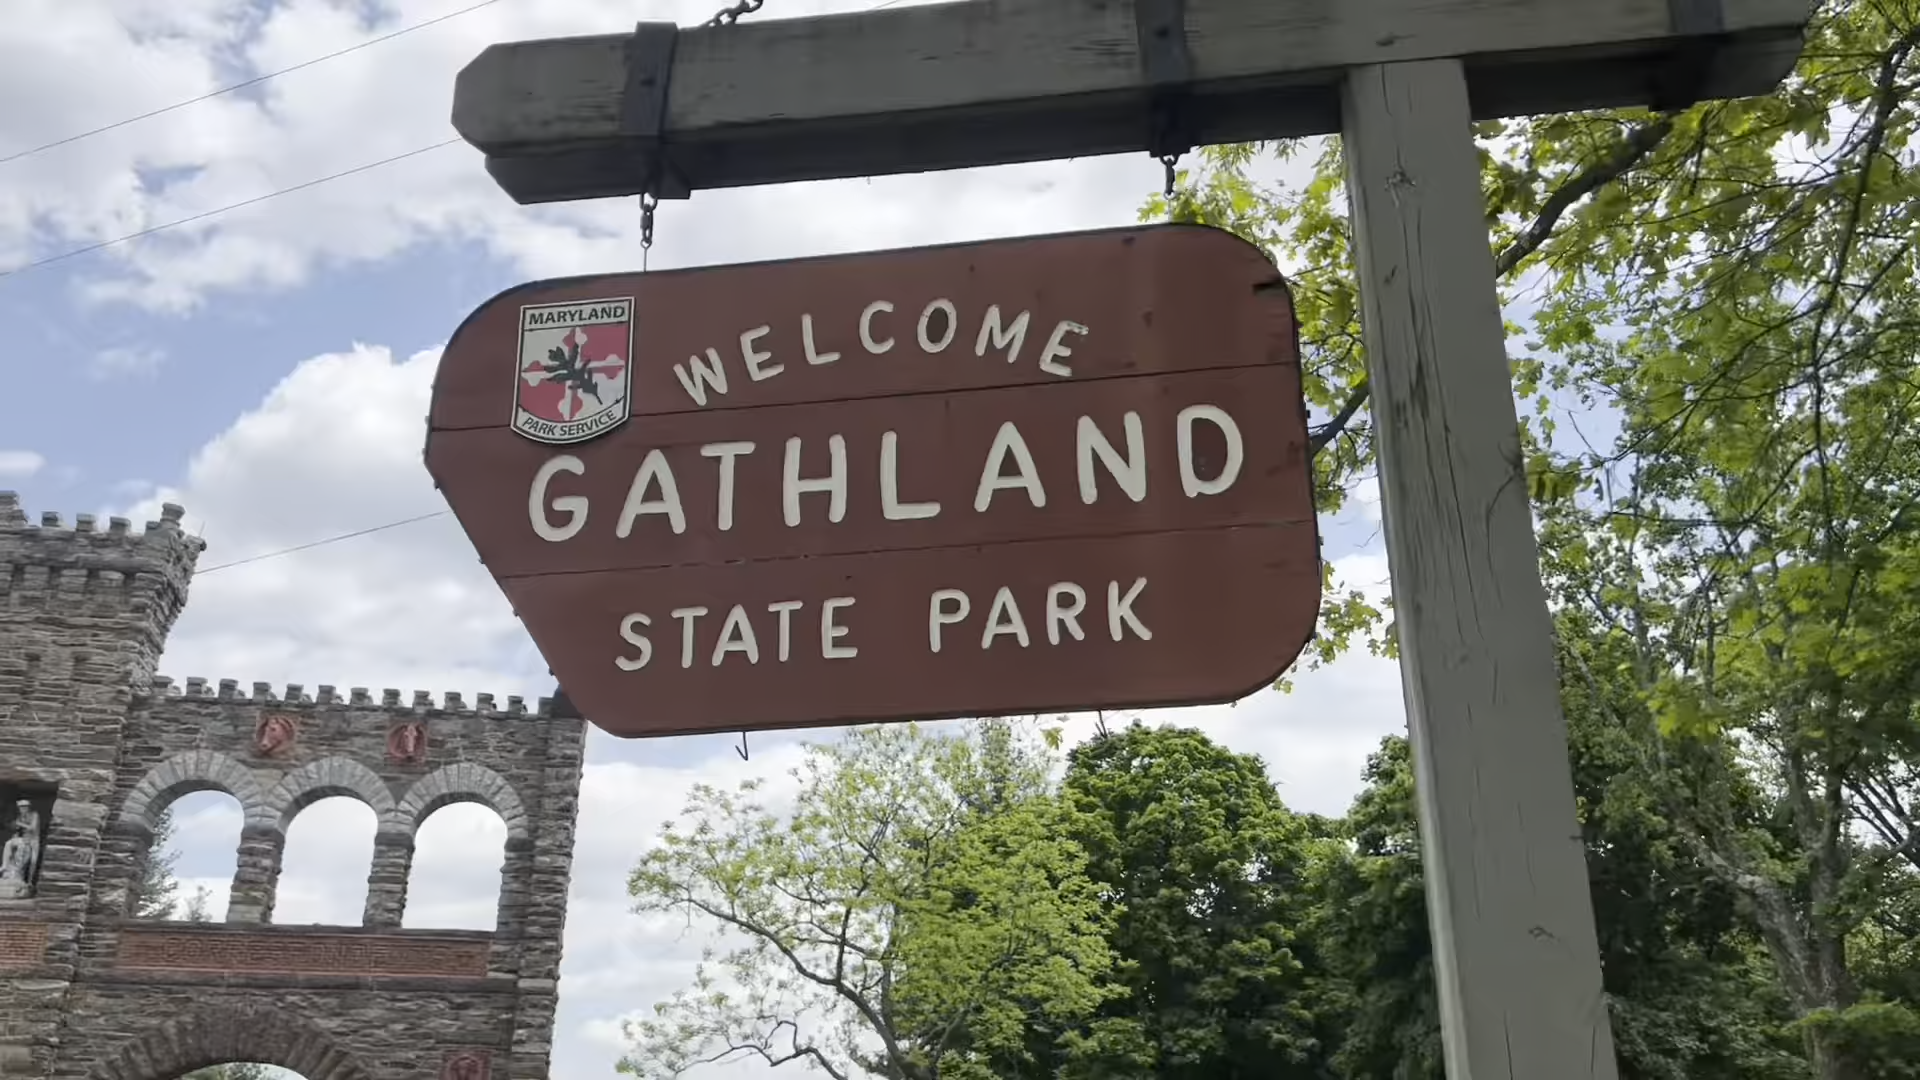 MARYLAND
PARK SERVICE
WELCOME
GATHLAND
STATE PARK